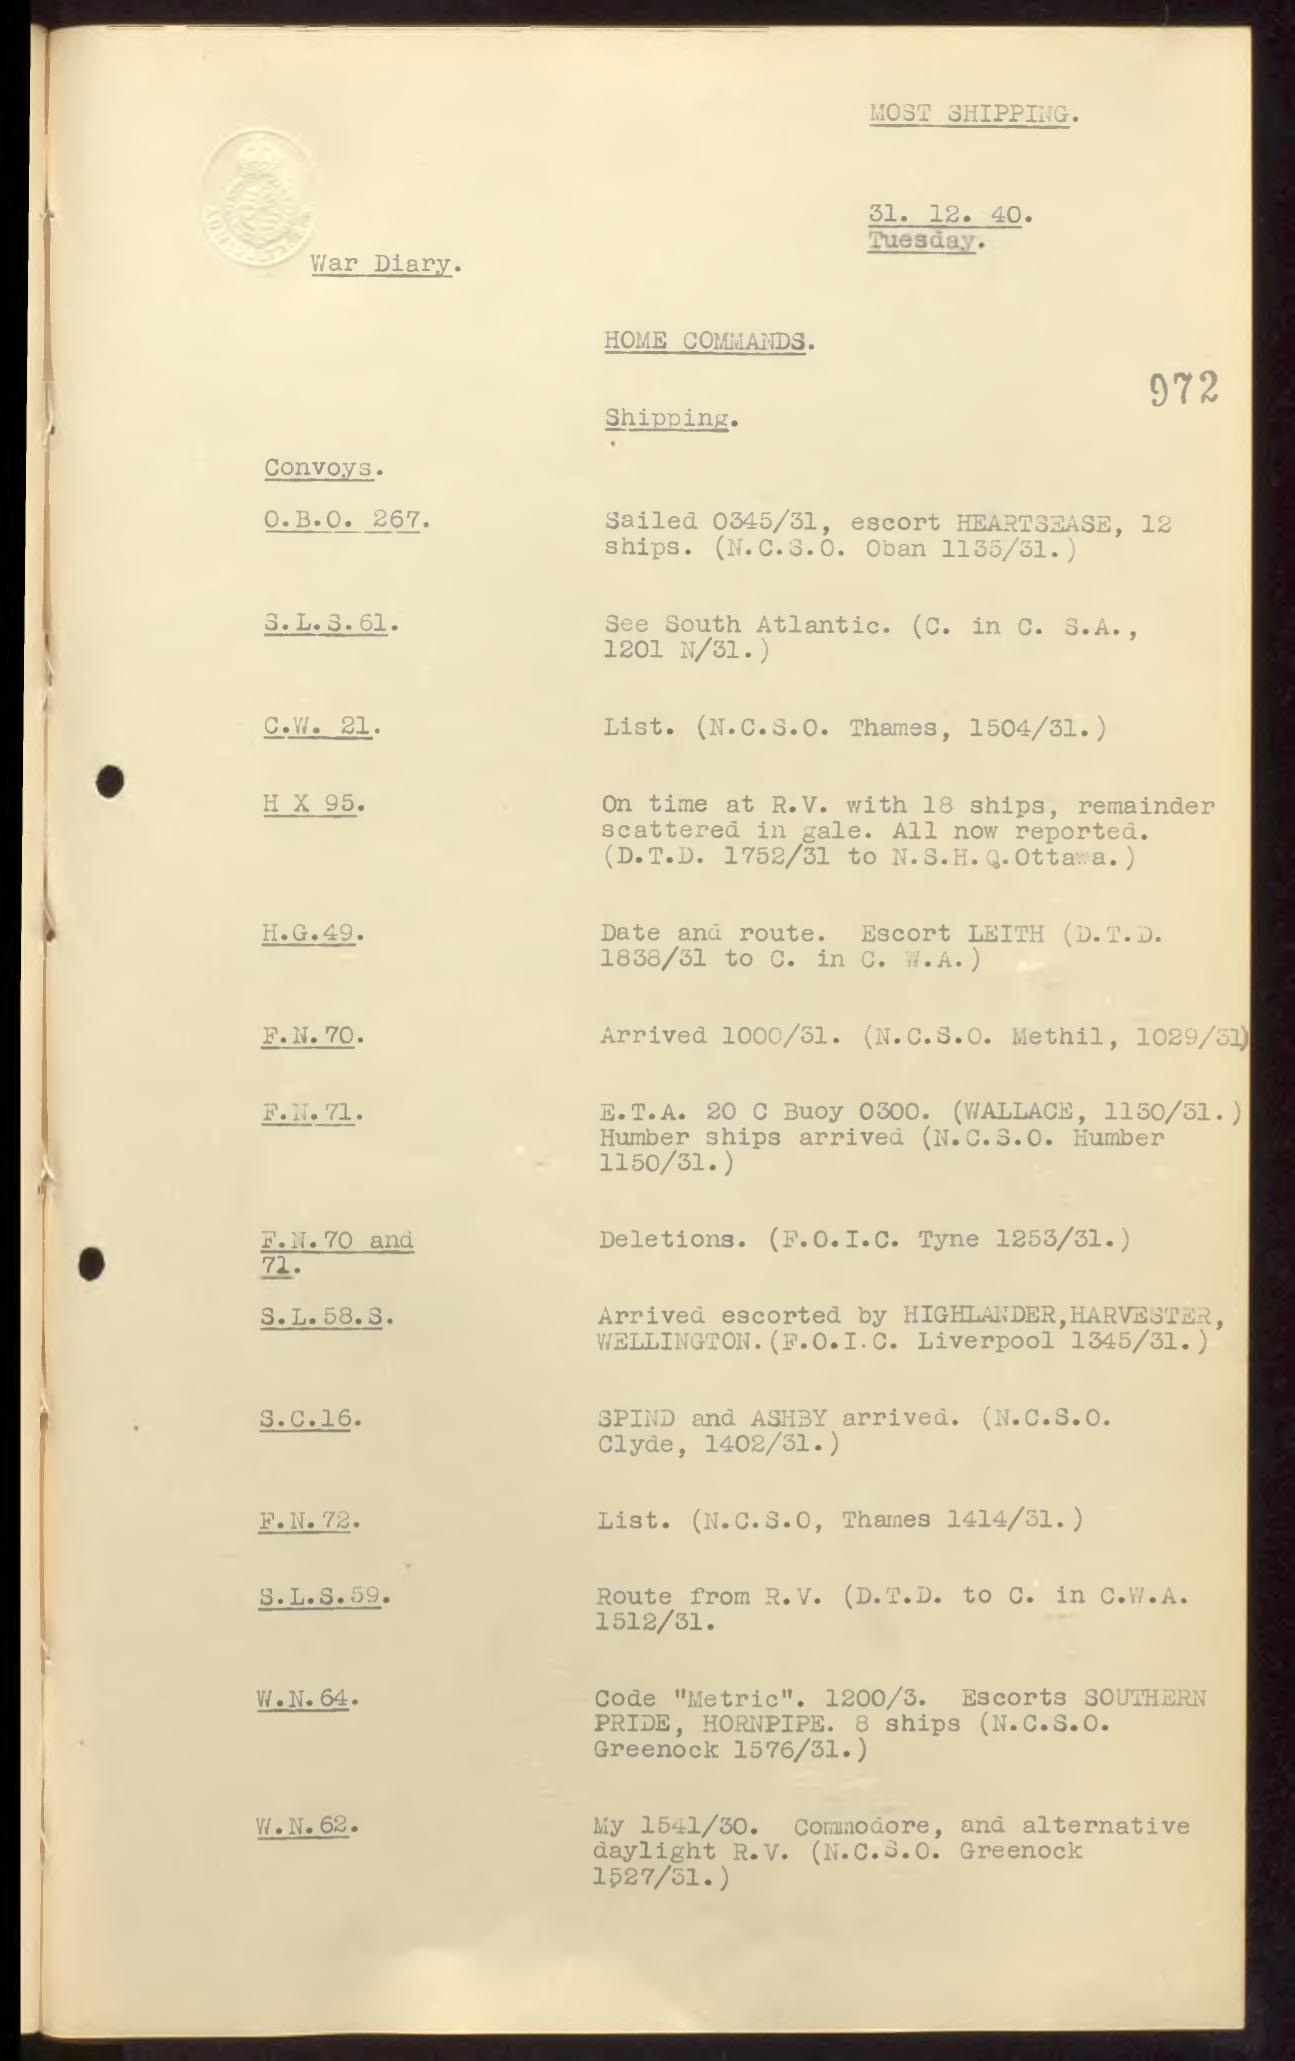 MOST SHIPPING.
31. 12. 40.
Tuesday.
War Diary.
HOME COMMANDS.
972
Shipping.
Convoys.
O.B.O. 267. Sailed 0345/31, escort HEARTSEASE, 12
ships. (N.C.S.O. Oban 1135/31.)
S.L.S.61. See South Atlantic. (C. in C. S.A.,
1201 N/31.)
C.W. 21. List. (N.C.S.O. Thames, 1504/31.)
H X 95. On time at R.V. with 18 ships, remainder
scattered in gale. All now reported.
(D.T.D. 1752/31 to N.S.H.Q.Ottawa.)
H.G.49. Date and route. Escort LEITH (D.T.D.
1838/31 to C. in C. W.A.)
F.N.70. Arrived 1000/31. (N.C.S.O. Methil, 1029/31)
F.N.71. E.T.A. 20 C Buoy 0300. (WALLACE, 1130/31.)
Humber ships arrived (N.C.S.O. Humber
1150/31.)
F.N.70 and Deletions. (F.O.I.C. Tyne 1253/31.)
71.
S.L.58.S. Arrived escorted by HIGHLANDER,HARVESTER,
WELLINGTON.(F.O.I.C. Liverpool 1345/31.)
S.C.16. SPIND and ASHBY arrived. (N.C.S.O.
Clyde, 1402/31.)
F.N.72. List. (N.C.S.O, Thames 1414/31.)
S.L.S.59. Route from R.V. (D.T.D. to C. in C.W.A.
1512/31.
W.N.64. Code "Metric". 1200/3. Escorts SOUTHERN
PRIDE, HORNPIPE. 8 ships (N.C.S.O.
Greenock 1576/31.)
W.N.62. My 1541/30. Commodore, and alternative
daylight R.V. (N.C.S.O. Greenock
1527/31.)